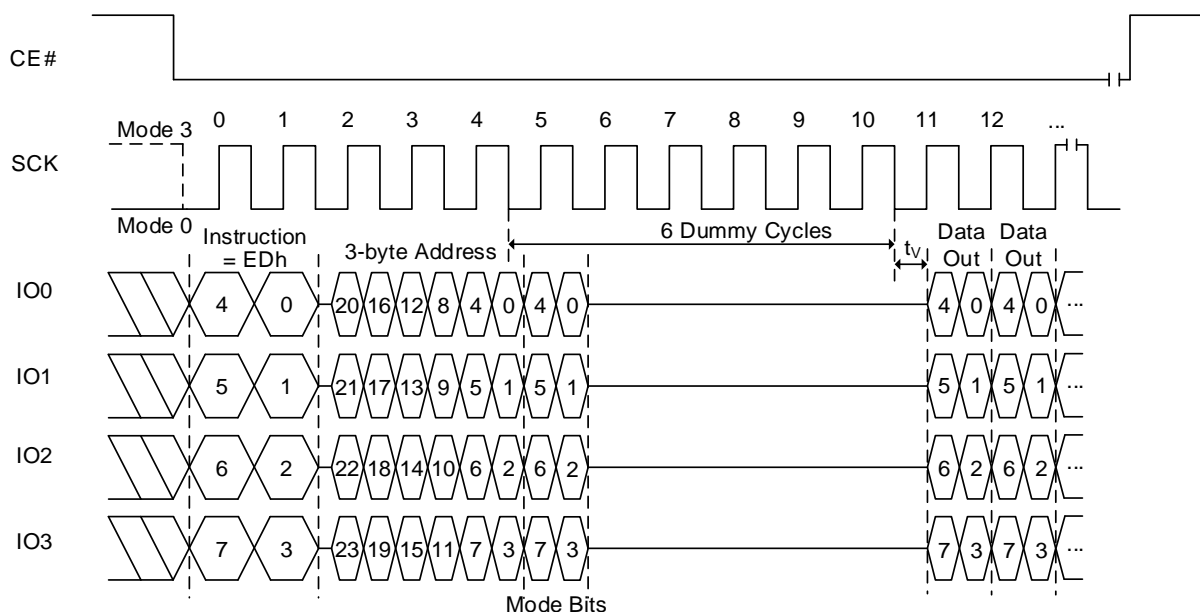 CE#
0 1 2 3 4 5 6 7 8 9 10 11 12 ...
Mode 3
SCK
Mode 0
Instruction
= EDh
3-byte Address
6 Dummy Cycles
tV
Data
Out
Data
Out
IO0 4 0 20 16 12 8 4 0 4 0 4 0 4 0 ...
IO1 5 1 21 17 13 9 5 1 5 1 5 1 5 1 ...
IO2 6 2 22 18 14 10 6 2 6 2 6 2 6 2 ...
IO3 7 3 23 19 15 11 7 3 7 3 7 3 7 3 ...
Mode Bits